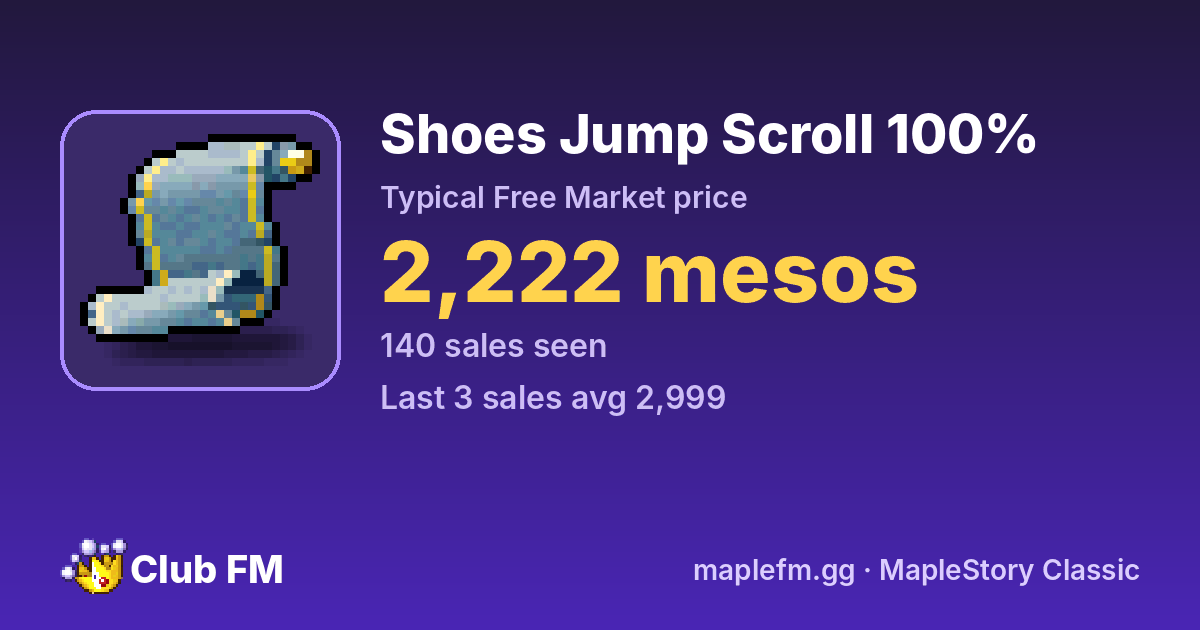 Shoes Jump Scroll 100%
Typical Free Market price
2,222 mesos
140 sales seen
Last 3 sales avg 2,999
Club FM
maplefm.gg · MapleStory Classic